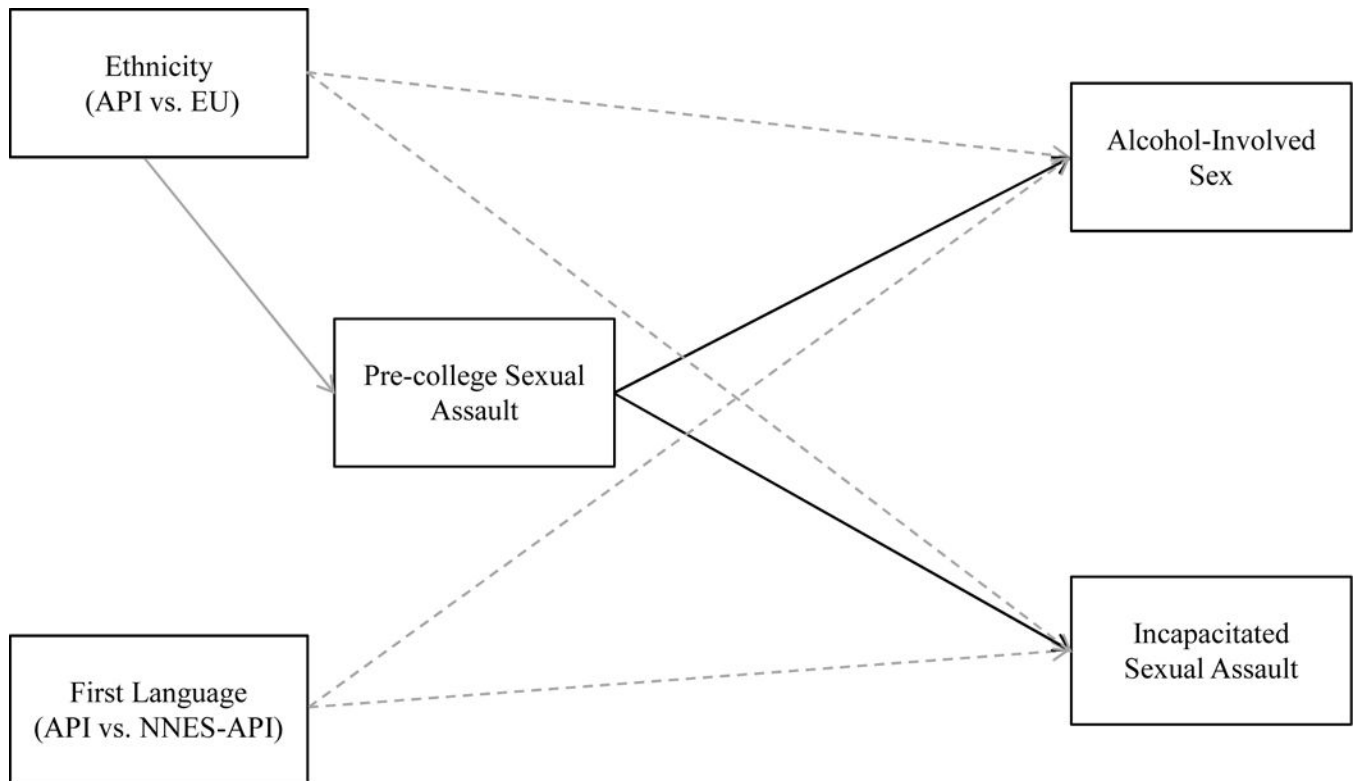 Ethnicity
(API vs. EU)
Alcohol-Involved
Sex
Pre-college Sexual
Assault
Incapacitated
Sexual Assault
First Language
(API vs. NNES-API)